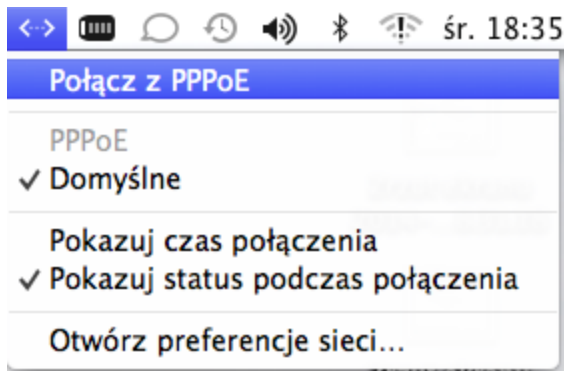 śr. 18:35
Połącz z PPPoE
PPPoE
Domyślne
Pokazuj czas połączenia
Pokazuj status podczas połączenia
Otwórz preferencje sieci...